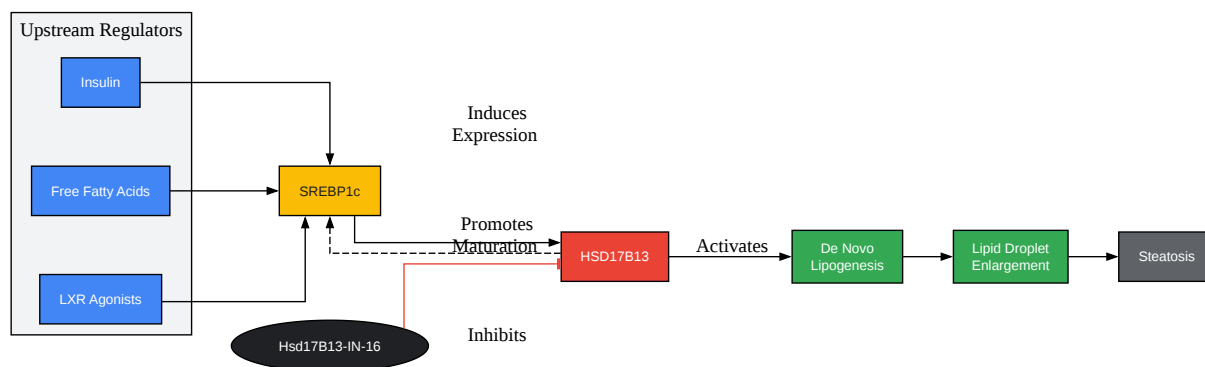 Upstream Regulators
Insulin
Free Fatty Acids
LXR Agonists
SREBP1c
Hsd17B13-IN-16
Induces
Expression
Promotes
Maturation
Inhibits
HSD17B13
Activates
De Novo
Lipogenesis
Lipid Droplet
Enlargement
Steatosis